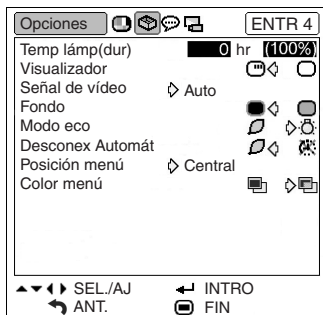 Opciones ENTR 4
Temp lámp(dur) 0 hr (100%)
Visualizador
Señal de vídeo Auto
Fondo
Modo eco
Desconex Automát
Posición menú Central
Color menú
SEL./AJ INTRO
ANT. FIN